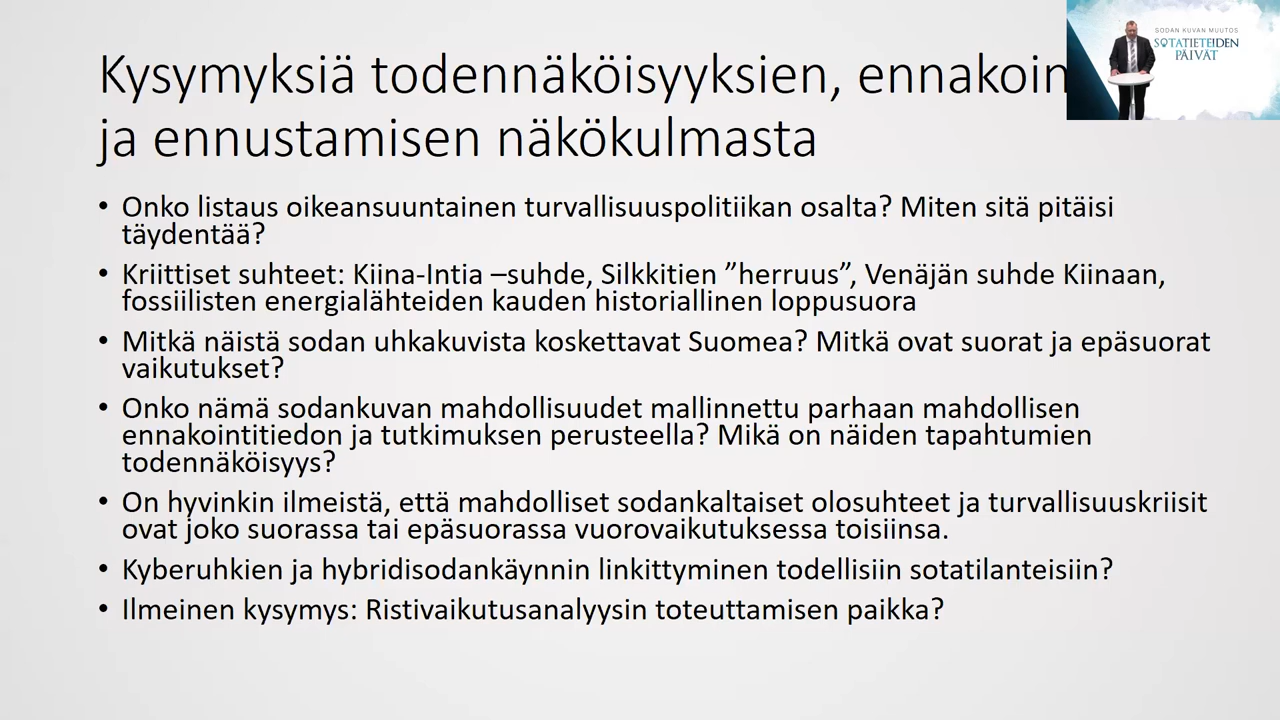 Kysymyksiä todennäköisyyksien, ennakoin
ja ennustamisen näkökulmasta
• Onko listaus oikeansuuntainen turvallisuuspolitiikan osalta? Miten sitä pitäisi
täydentää?
• Kriittiset suhteet: Kiina-Intia –suhde, Silkkitien ”herruus”, Venäjän suhde Kiinaan,
fossiilisten energialähteiden kauden historiallinen loppusuora
• Mitkä näistä sodan uhkakuvista koskettavat Suomea? Mitkä ovat suorat ja epäsuorat
vaikutukset?
• Onko nämä sodankuvan mahdollisuudet mallinnettu parhaan mahdollisen
ennakointitiedon ja tutkimuksen perusteella? Mikä on näiden tapahtumien
todennäköisyys?
• On hyvinkin ilmeistä, että mahdolliset sodankaltaiset olosuhteet ja turvallisuuskriisit
ovat joko suorassa tai epäsuorassa vuorovaikutuksessa toisiinsa.
• Kyberuhkien ja hybridisodankäynnin linkittyminen todellisiin sotatilanteisiin?
• Ilmeinen kysymys: Ristivaikutusanalyysin toteuttamisen paikka?
SODAN KUVAN MUUTOS
SOTATIETEIDEN
PÄIVÄT